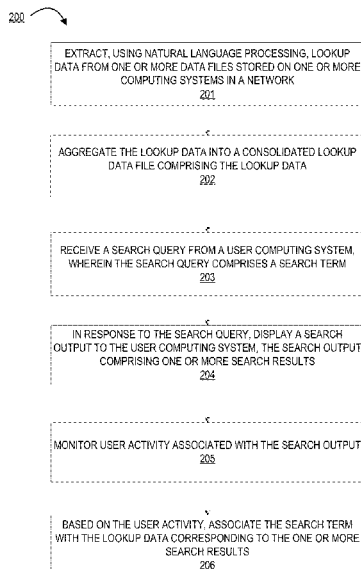 200
EXTRACT, USING NATURAL LANGUAGE PROCESSING, LOOKUP
DATA FROM ONE OR MORE DATA FILES STORED ON ONE OR MORE
COMPUTING SYSTEMS IN A NETWORK
201
AGGREGATE THE LOOKUP DATA INTO A CONSOLIDATED LOOKUP
DATA FILE COMPRISING THE LOOKUP DATA
202
RECEIVE A SEARCH QUERY FROM A USER COMPUTING SYSTEM,
WHEREIN THE SEARCH QUERY COMPRISES A SEARCH TERM
203
IN RESPONSE TO THE SEARCH QUERY, DISPLAY A SEARCH
OUTPUT TO THE USER COMPUTING SYSTEM, THE SEARCH OUTPUT
COMPRISING ONE OR MORE SEARCH RESULTS
204
MONITOR USER ACTIVITY ASSOCIATED WITH THE SEARCH OUTPUT
205
BASED ON THE USER ACTIVITY, ASSOCIATE THE SEARCH TERM
WITH THE LOOKUP DATA CORRESPONDING TO THE ONE OR MORE
SEARCH RESULTS
206